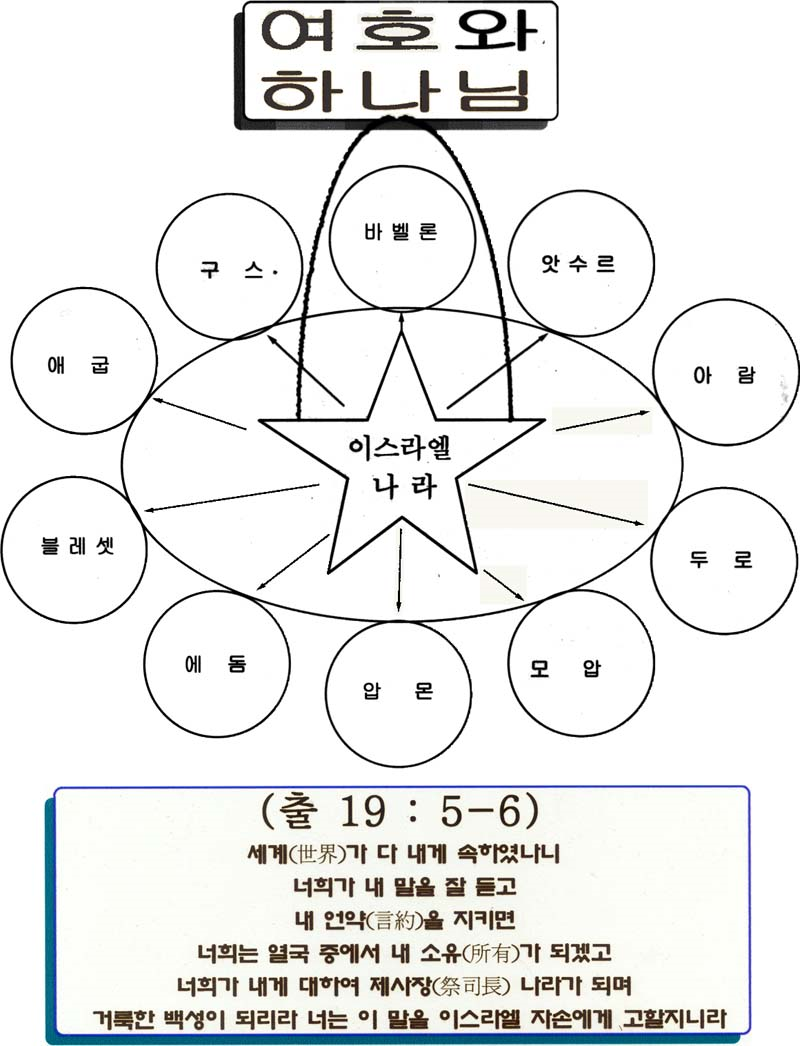 여호와
하나님
바벨론
구 스.
앗수르
애 굽
아 람
이스라엘
나 라
블레셋
두 로
에 돔
압 몬
모 압
(출 19 : 5-6)
세계(世界)가 다 내게 속하였나니
너희가 내 말을 잘 듣고
내 언약(言約)을 지키면
너희는 열국 중에서 내 소유(所有)가 되겠고
너희가 내게 대하여 제사장(祭司長) 나라가 되며
거룩한 백성이 되리라 너는 이 말을 이스라엘 자손에게 고할지니라